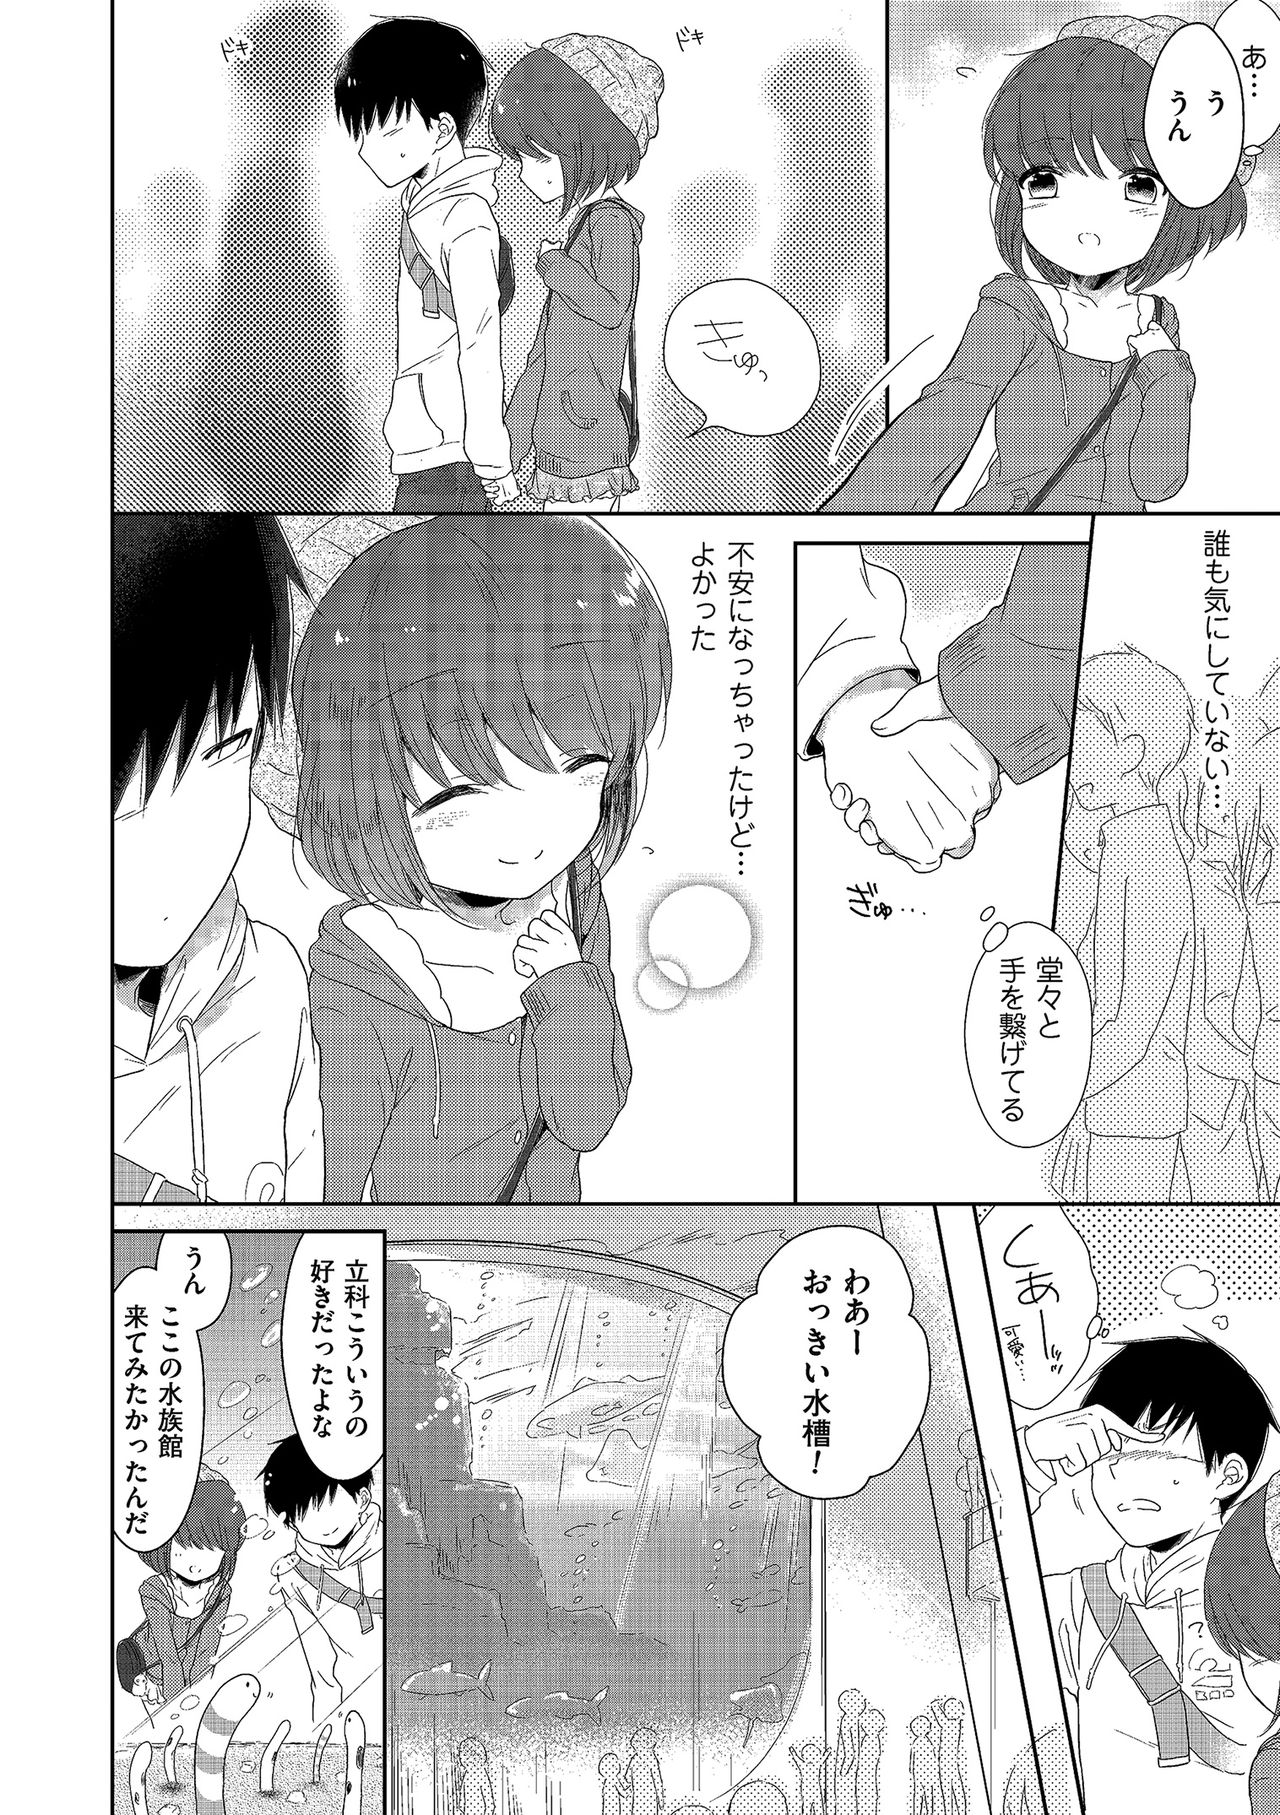 あ…
う
うん
ドキ
ドキ
きゅっ
誰も気にしていない…
堂々と
手を繋げてる
ぎゅ…
不安になっちゃったけど…
よかった
くあーッッ
可愛い…
?
わあー
おっきい水槽!
立科こういうの
好きだったよな
うん
ここの水族館
来てみたかったんだ